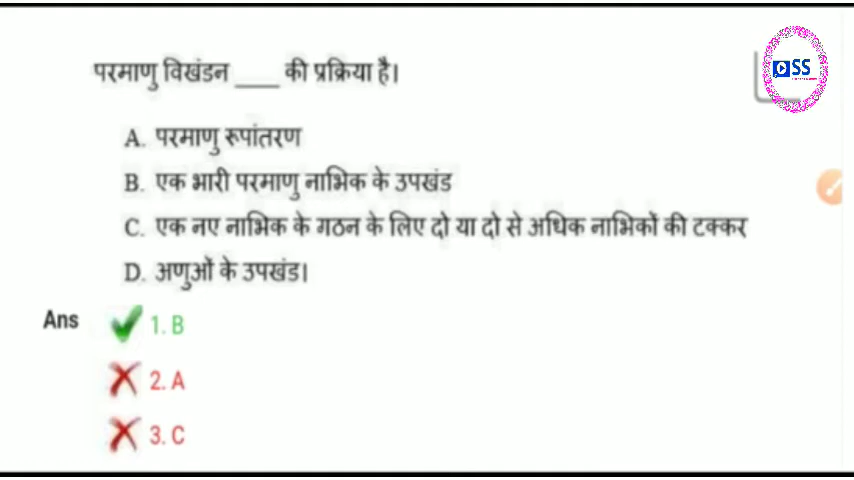 परमाणु विखंडन ____ की प्रक्रिया है।
SS
A. परमाणु रूपांतरण
B. एक भारी परमाणु नाभिक के उपखंड
C. एक नए नाभिक के गठन के लिए दो या दो से अधिक नाभिकों की टक्कर
D. अणुओं के उपखंड।
Ans 1. B
2. A
3. C